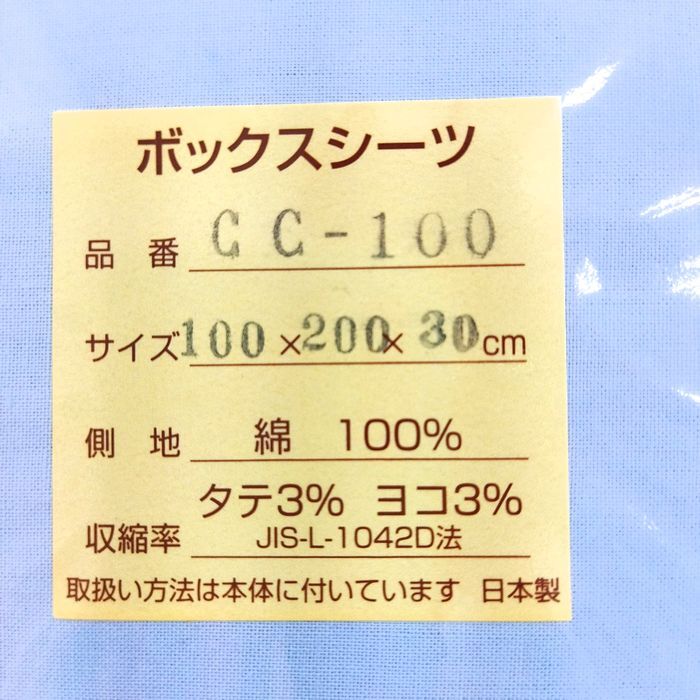 ボックスシーツ
品番 CC-100
サイズ 100×200×30cm
側地 綿 100%
タテ3% ヨコ3%
収縮率 JIS-L-1042D法
取扱い方法は本体に付いています 日本製